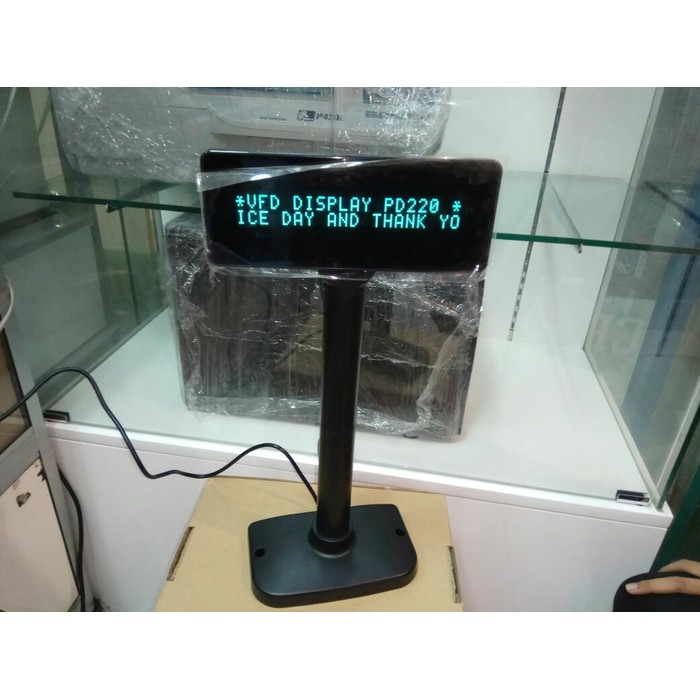 *VFD DISPLAY PD220 *
ICE DAY AND THANK YO